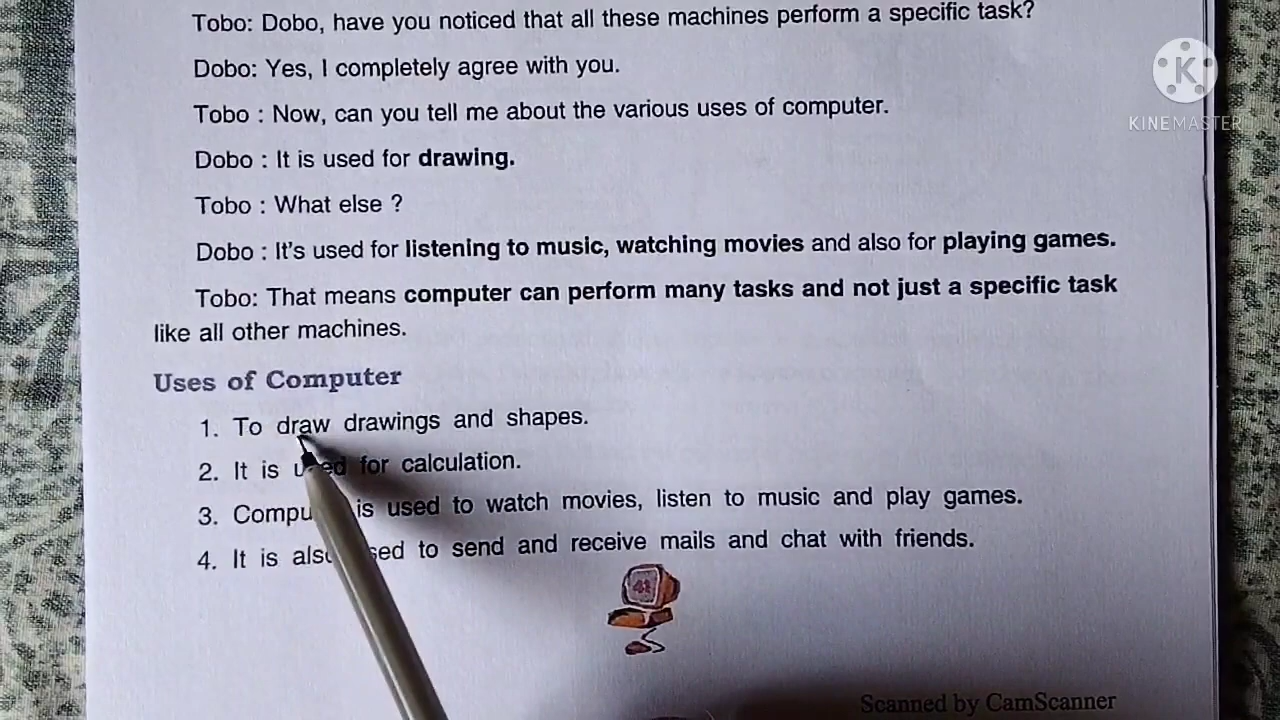 Tobo: Dobo, have you noticed that all these machines perform a specific task?
Dobo: Yes, I completely agree with you.
Tobo : Now, can you tell me about the various uses of computer.
Dobo : It is used for drawing.
Tobo : What else ?
Dobo : It's used for listening to music, watching movies and also for playing games.
Tobo: That means computer can perform many tasks and not just a specific task
like all other machines.
Uses of Computer
1. To draw drawings and shapes.
2. It is used for calculation.
3. Computer is used to watch movies, listen to music and play games.
4. It is also used to send and receive mails and chat with friends.
41
Scanned by CamScanner
K
KINEMASTER